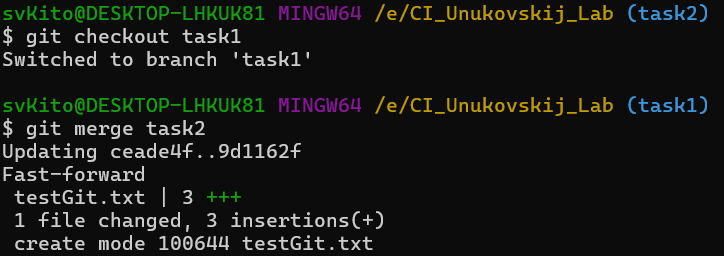 svKito@DESKTOP-LHKUK81 MINGW64 /e/CI_Unukovskij_Lab (task2)
$ git checkout task1
Switched to branch 'task1'
svKito@DESKTOP-LHKUK81 MINGW64 /e/CI_Unukovskij_Lab (task1)
$ git merge task2
Updating ceade4f..9d1162f
Fast-forward
 testGit.txt | 3 +++
 1 file changed, 3 insertions(+)
 create mode 100644 testGit.txt